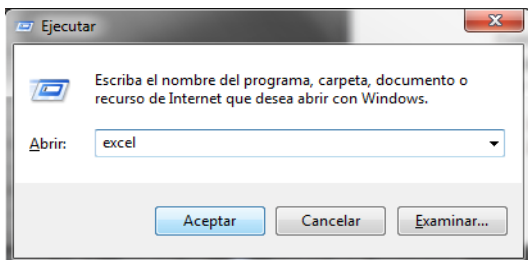 Ejecutar
Escriba el nombre del programa, carpeta, documento o
recurso de Internet que desea abrir con Windows.
Abrir: excel
Aceptar Cancelar Examinar...